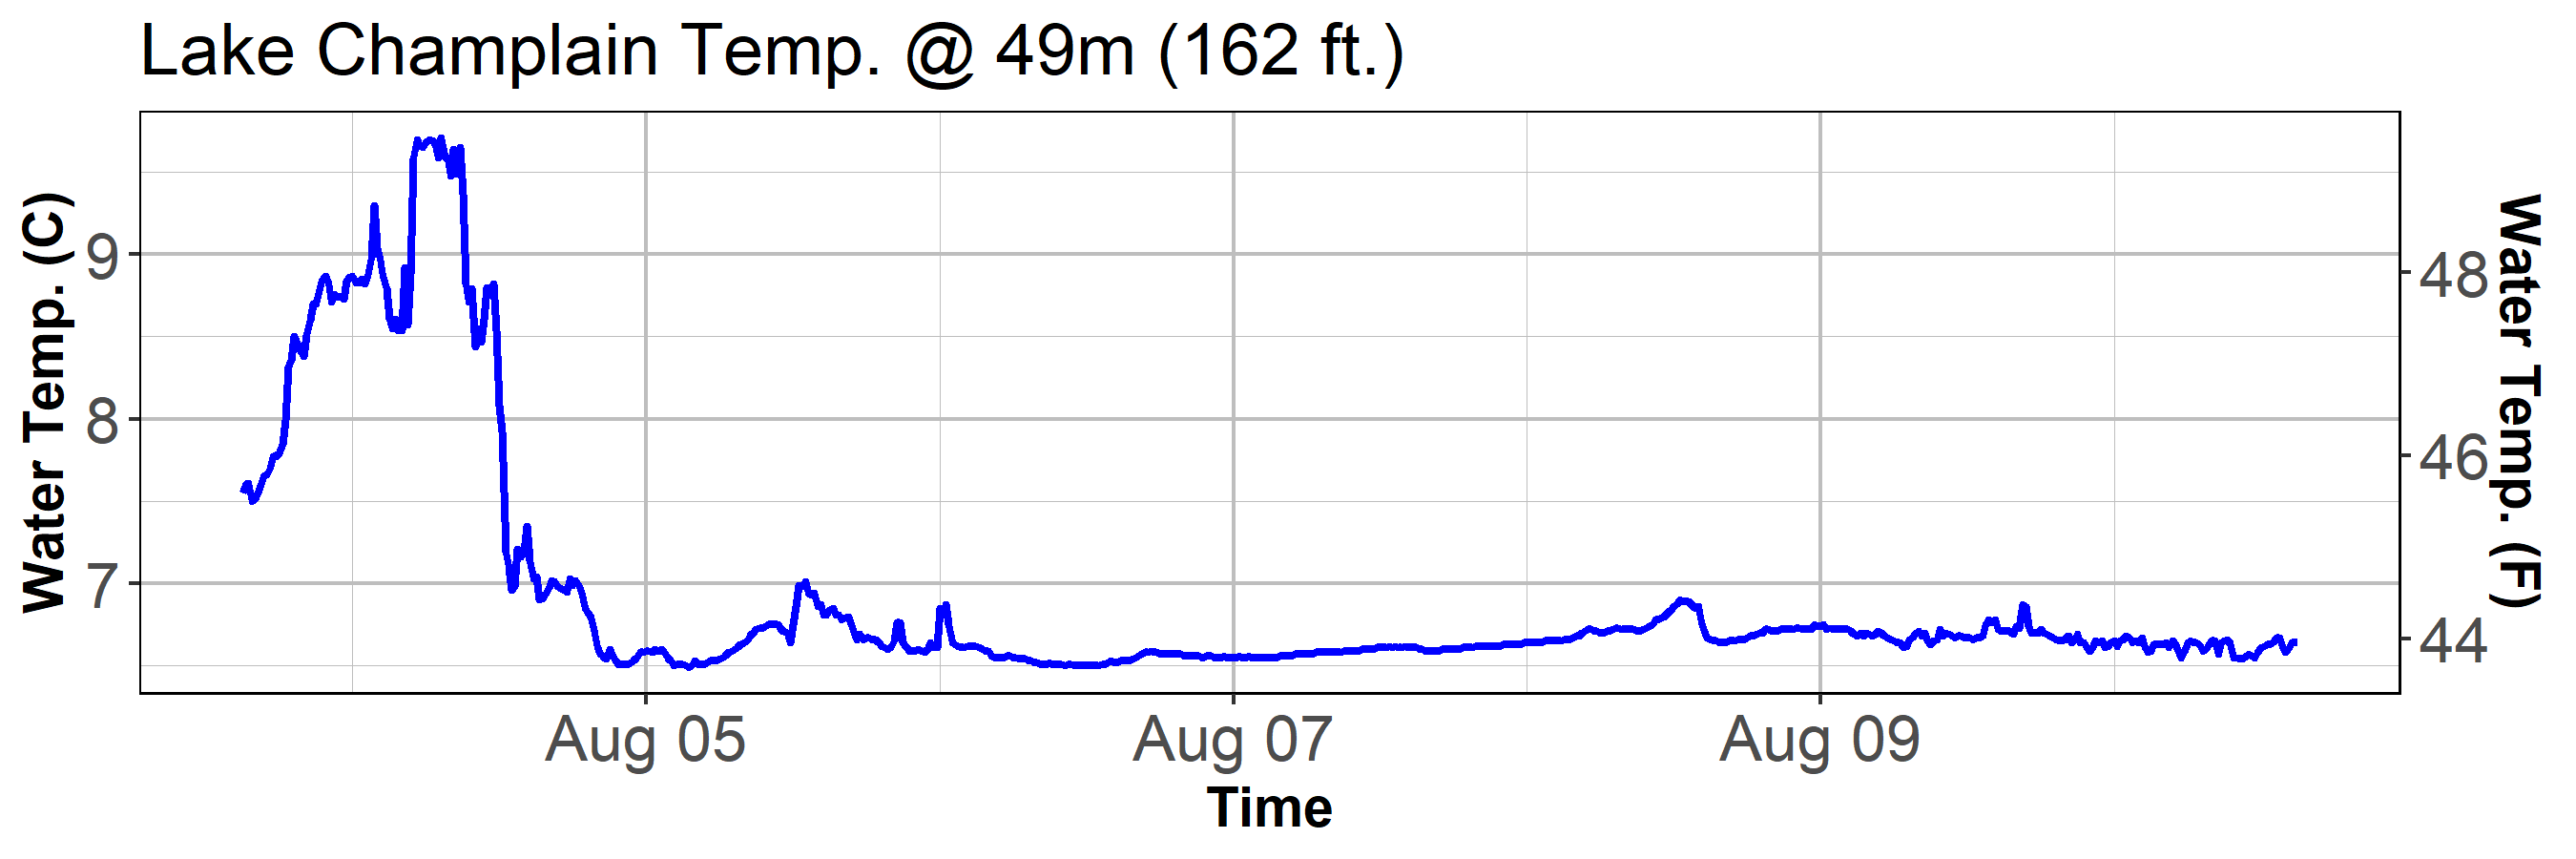 Lake Champlain Temp. @ 49m (162 ft.)
Water Temp. (C)
9
8
7
48
46
44
Water Temp. (F)
Aug 05 Aug 07 Aug 09
Time